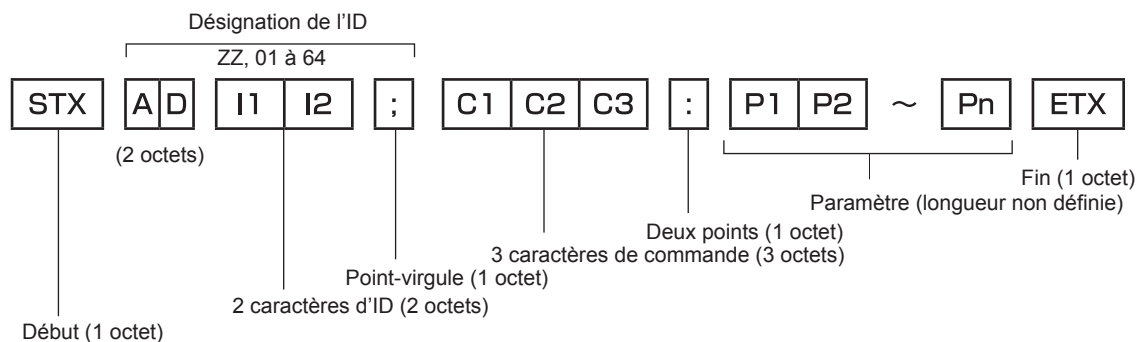 Désignation de l'ID
ZZ, 01 à 64
STX A D I1 I2 ; C1 C2 C3 : P1 P2 ～ Pn ETX
(2 octets)
Fin (1 octet)
Paramètre (longueur non définie)
Deux points (1 octet)
3 caractères de commande (3 octets)
Point-virgule (1 octet)
2 caractères d'ID (2 octets)
Début (1 octet)